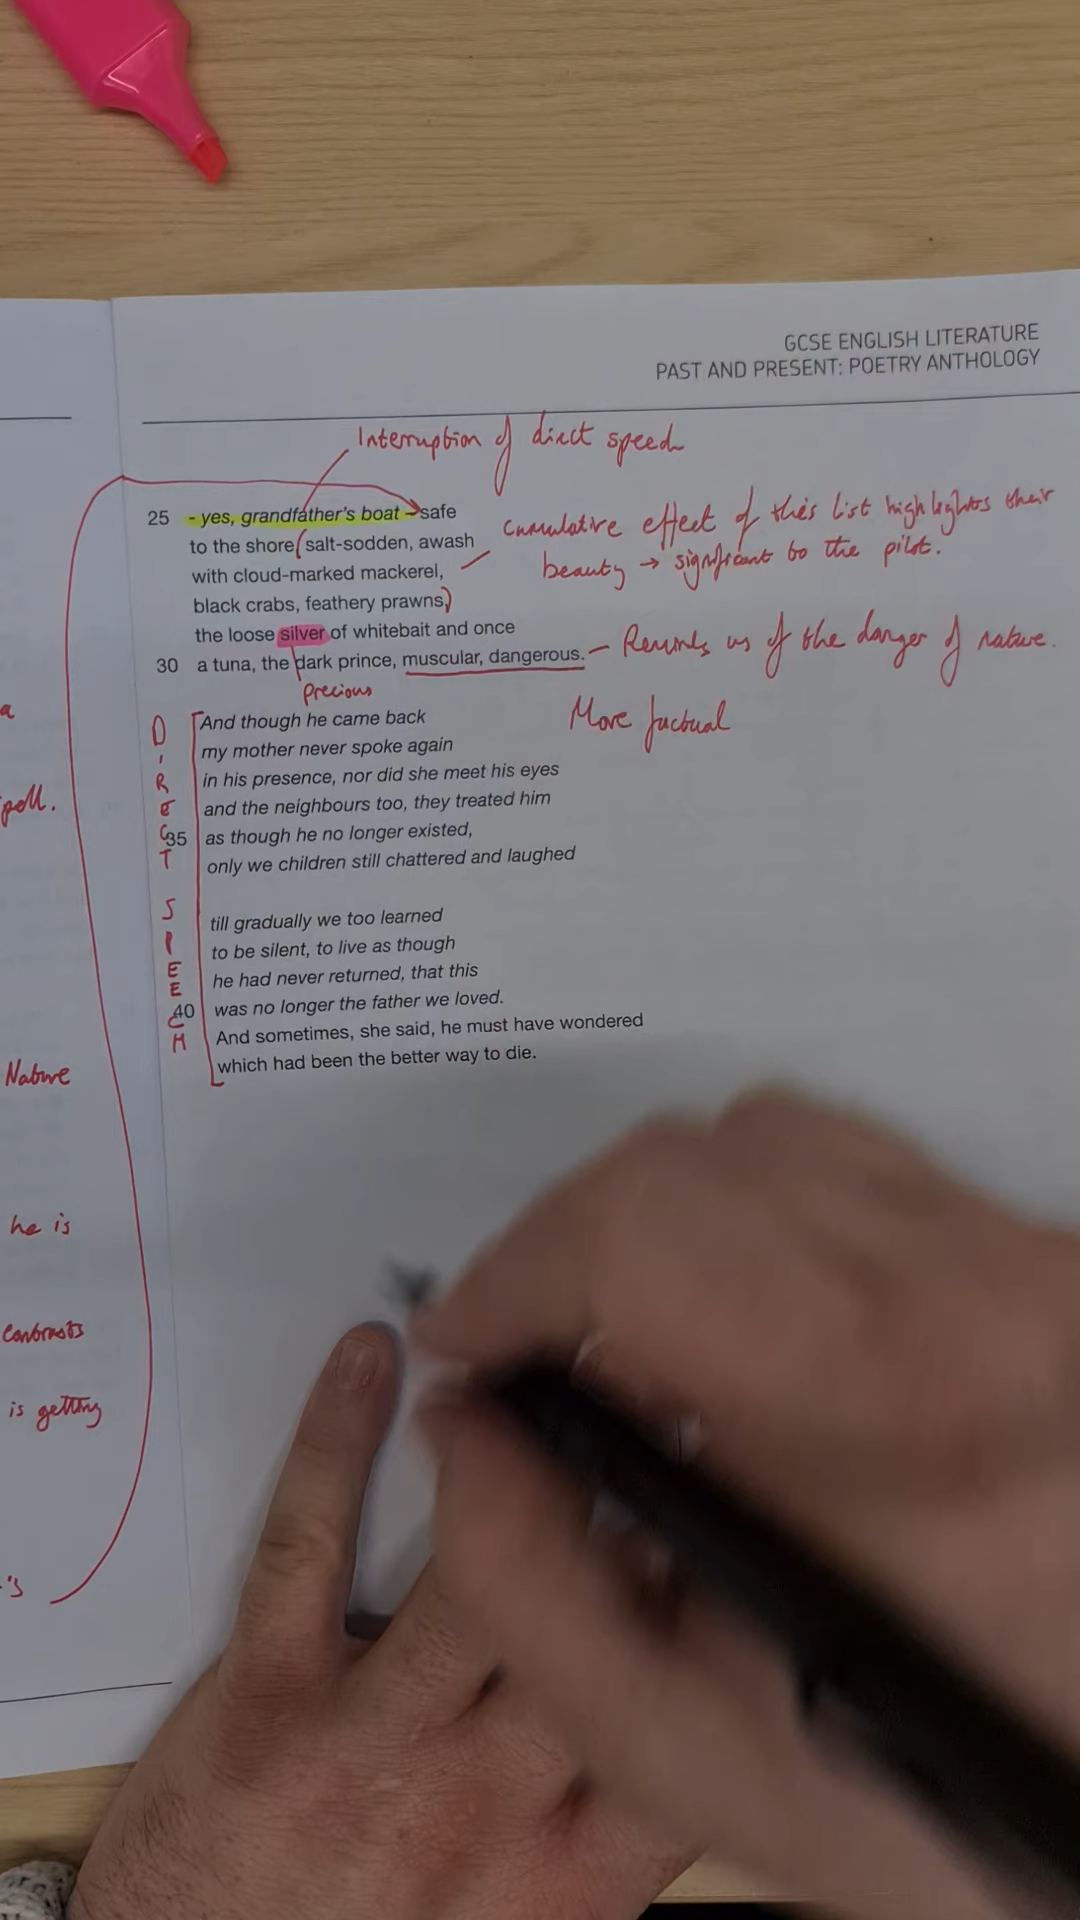 GCSE ENGLISH LITERATURE
PAST AND PRESENT: POETRY ANTHOLOGY
Interruption of direct speech
25 - yes, grandfather's boat - safe
to the shore, salt-sodden, awash
with cloud-marked mackerel,
black crabs, feathery prawns,
the loose silver of whitebait and once
30 a tuna, the dark prince, muscular, dangerous.
cumulative effect of this list highlights their
beauty → significant to the pilot.
Reminds us of the danger of nature.
precious
More factual
DIRECT SPEECH
And though he came back
my mother never spoke again
in his presence, nor did she meet his eyes
and the neighbours too, they treated him
35 as though he no longer existed,
only we children still chattered and laughed
till gradually we too learned
to be silent, to live as though
he had never returned, that this
40 was no longer the father we loved.
And sometimes, she said, he must have wondered
which had been the better way to die.
Nature
he is
contrasts
is getting
's